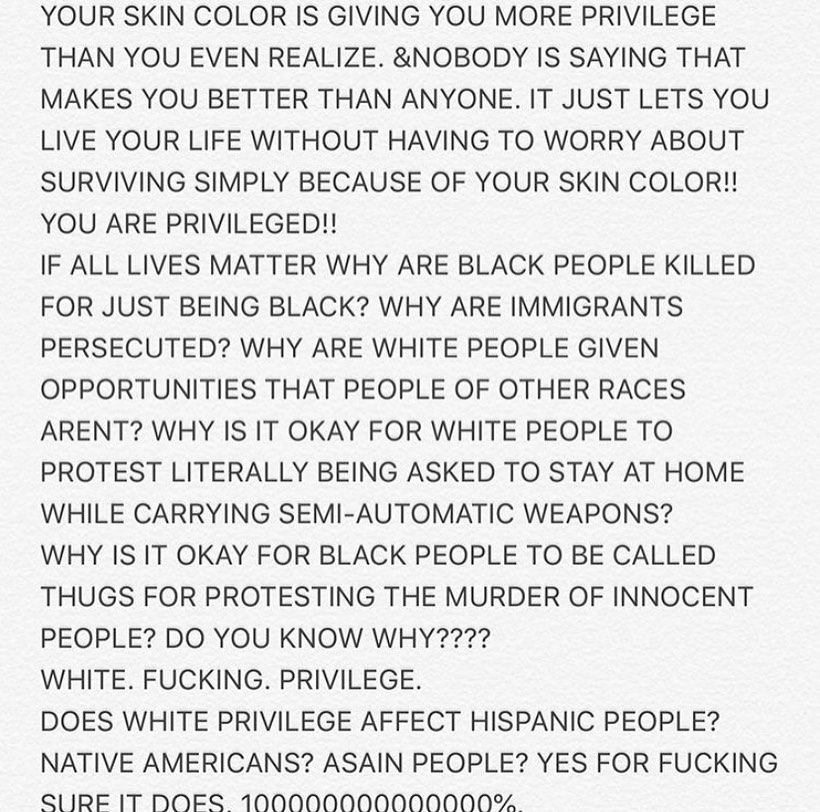 YOUR SKIN COLOR IS GIVING YOU MORE PRIVILEGE
THAN YOU EVEN REALIZE. &NOBODY IS SAYING THAT
MAKES YOU BETTER THAN ANYONE. IT JUST LETS YOU
LIVE YOUR LIFE WITHOUT HAVING TO WORRY ABOUT
SURVIVING SIMPLY BECAUSE OF YOUR SKIN COLOR!!
YOU ARE PRIVILEGED!!
IF ALL LIVES MATTER WHY ARE BLACK PEOPLE KILLED
FOR JUST BEING BLACK? WHY ARE IMMIGRANTS
PERSECUTED? WHY ARE WHITE PEOPLE GIVEN
OPPORTUNITIES THAT PEOPLE OF OTHER RACES
ARENT? WHY IS IT OKAY FOR WHITE PEOPLE TO
PROTEST LITERALLY BEING ASKED TO STAY AT HOME
WHILE CARRYING SEMI-AUTOMATIC WEAPONS?
WHY IS IT OKAY FOR BLACK PEOPLE TO BE CALLED
THUGS FOR PROTESTING THE MURDER OF INNOCENT
PEOPLE? DO YOU KNOW WHY????
WHITE. FUCKING. PRIVILEGE.
DOES WHITE PRIVILEGE AFFECT HISPANIC PEOPLE?
NATIVE AMERICANS? ASAIN PEOPLE? YES FOR FUCKING
SURE IT DOES. 100000000000000%.